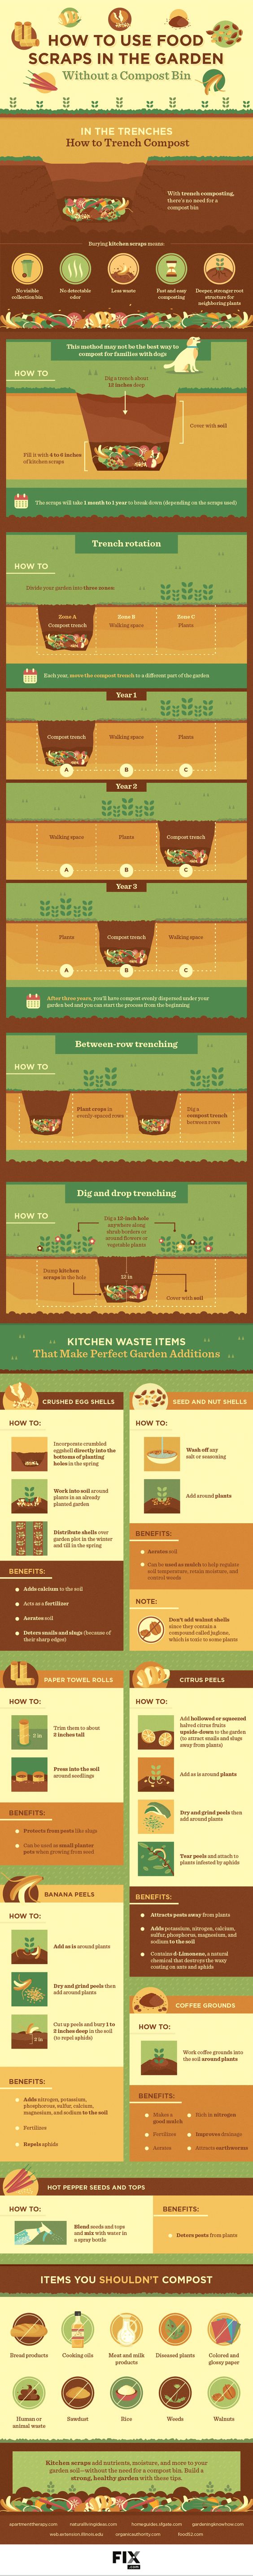 HOW TO USE FOOD
SCRAPS IN THE GARDEN
Without a Compost Bin
IN THE TRENCHES
How to Trench Compost
With trench composting,
there's no need for a
compost bin
Burying kitchen scraps means:
No visible
collection bin
No detectable
odor
Less waste
Fast and easy
composting
Deeper, stronger root
structure for
neighboring plants
This method may not be the best way to
compost for families with dogs
HOW TO
Dig a trench about
12 inches deep
Cover with soil
Fill it with 4 to 6 inches
of kitchen scraps
The scraps will take 1 month to 1 year to break down (depending on the scraps used)
Trench rotation
HOW TO
Divide your garden into three zones:
Zone A
Compost trench
Zone B
Walking space
Zone C
Plants
Each year, move the compost trench to a different part of the garden
Year 1
Compost trench
Walking space
Plants
A
B
C
Year 2
Walking space
Plants
Compost trench
A
B
C
Year 3
Plants
Compost trench
Walking space
A
B
C
After three years, you'll have compost evenly dispersed under your
garden bed and you can start the process from the beginning
Between-row trenching
HOW TO
Plant crops in
evenly-spaced rows
Dig a
compost trench
between rows
Dig and drop trenching
HOW TO
Dig a 12-inch hole
anywhere along
shrub borders or
around flowers or
vegetable plants
Dump kitchen
scraps in the hole
12 in
Cover with soil
KITCHEN WASTE ITEMS
That Make Perfect Garden Additions
CRUSHED EGG SHELLS
HOW TO:
Incorporate crumbled
eggshell directly into the
bottoms of planting
holes in the spring
Work into soil around
plants in an already
planted garden
Distribute shells over
garden plot in the winter
and till in the spring
BENEFITS:
Adds calcium to the soil
Acts as a fertilizer
Aerates soil
Deters snails and slugs (because of
their sharp edges)
SEED AND NUT SHELLS
HOW TO:
Wash off any
salt or seasoning
Add around plants
BENEFITS:
Aerates soil
Can be used as mulch to help regulate
soil temperature, retain moisture, and
control weeds
NOTE:
Don't add walnut shells
since they contain a
compound called juglone,
which is toxic to some plants
PAPER TOWEL ROLLS
HOW TO:
2 in
Trim them to about
2 inches tall
Press into the soil
around seedlings
BENEFITS:
Protects from pests like slugs
Can be used as small planter
pots when growing from seed
CITRUS PEELS
HOW TO:
Add hollowed or squeezed
halved citrus fruits
upside-down to the garden
(to attract snails and slugs
away from plants)
Add as is around plants
Dry and grind peels then
add around plants
Tear peels and attach to
plants infested by aphids
BENEFITS:
Attracts pests away from plants
Adds potassium, nitrogen, calcium,
sulfur, phosphorus, magnesium, and
sodium to the soil
Contains d-Limonene, a natural
chemical that destroys the waxy
coating on ants and aphids
BANANA PEELS
HOW TO:
Add as is around plants
Dry and grind peels then
add around plants
2 in
Cut up peels and bury 1 to
2 inches deep in the soil
(to repel aphids)
BENEFITS:
Adds nitrogen, potassium,
phosphorous, sulfur, calcium,
magnesium, and sodium to the soil
Fertilizes
Repels aphids
COFFEE GROUNDS
HOW TO:
Work coffee grounds into
the soil around plants
BENEFITS:
Makes a
good mulch
Rich in nitrogen
Fertilizes
Improves drainage
Aerates
Attracts earthworms
HOT PEPPER SEEDS AND TOPS
HOW TO:
Blend seeds and tops
and mix with water in
a spray bottle
BENEFITS:
Deters pests from plants
ITEMS YOU SHOULDN'T COMPOST
Bread products
Cooking oils
Meat and milk
products
Diseased plants
Colored and
glossy paper
Human or
animal waste
Sawdust
Rice
Weeds
Walnuts
Kitchen scraps add nutrients, moisture, and more to your
garden soil—without the need for a compost bin. Build a
strong, healthy garden with these tips.
apartmenttherapy.com
naturallivingideas.com
homeguides.sfgate.com
gardeningknowhow.com
web.extension.illinois.edu
organicauthority.com
food52.com
FIX
.com